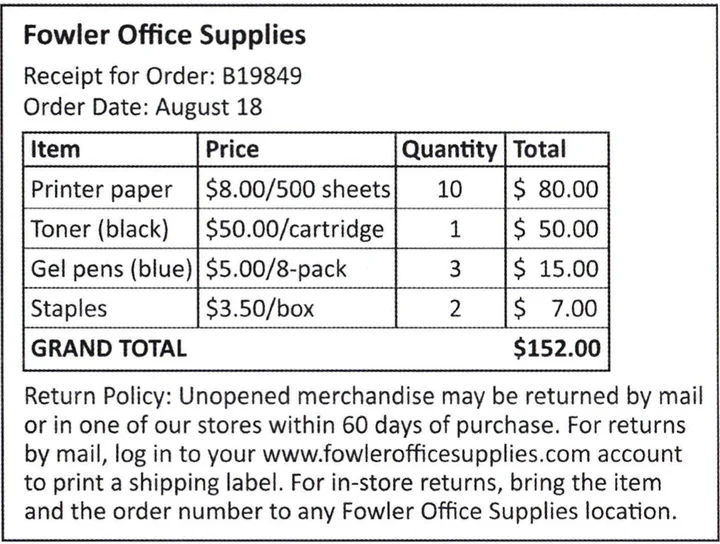 Fowler Office Supplies
Receipt for Order: B19849
Order Date: August 18
Item Price Quantity Total
Printer paper $8.00/500 sheets 10 $ 80.00
Toner (black) $50.00/cartridge 1 $ 50.00
Gel pens (blue) $5.00/8-pack 3 $ 15.00
Staples $3.50/box 2 $ 7.00
GRAND TOTAL $152.00
Return Policy: Unopened merchandise may be returned by mail
or in one of our stores within 60 days of purchase. For returns
by mail, log in to your www.fowlerofficesupplies.com account
to print a shipping label. For in-store returns, bring the item
and the order number to any Fowler Office Supplies location.